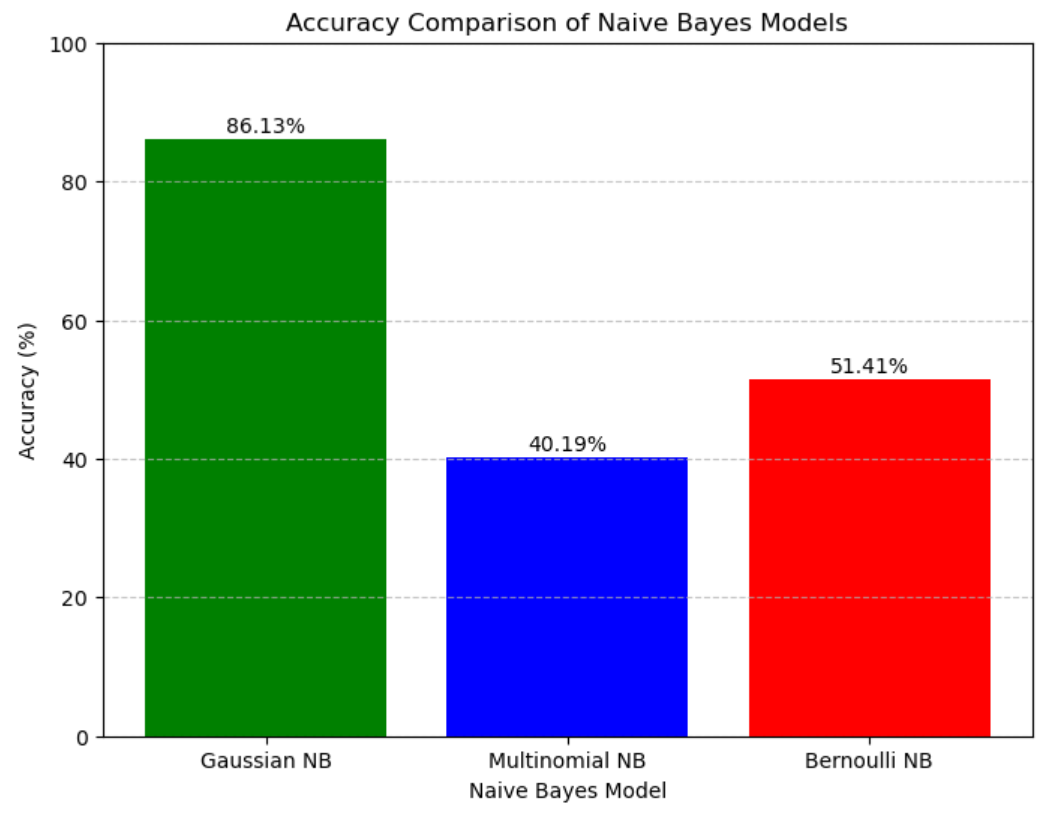 Accuracy Comparison of Naive Bayes Models
100
80
60
40
20
0
Accuracy (%)
86.13%
40.19%
51.41%
Gaussian NB
Multinomial NB
Bernoulli NB
Naive Bayes Model